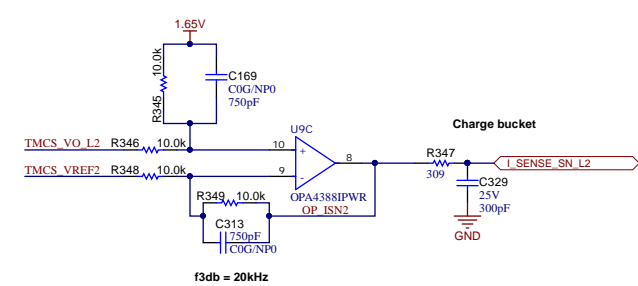 1.65V
10.0k
R345
C169
C0G/NP0
750pF
U9C
Charge bucket
TMCS_VO_L2
R346
10.0k
10
+
8
R347
I_SENSE_SN_L2
TMCS_VREF2
R348
10.0k
9
-
309
C329
25V
300pF
R349
10.0k
OPA4388IPWR
OP_ISN2
C313
750pF
C0G/NP0
GND
f3db = 20kHz